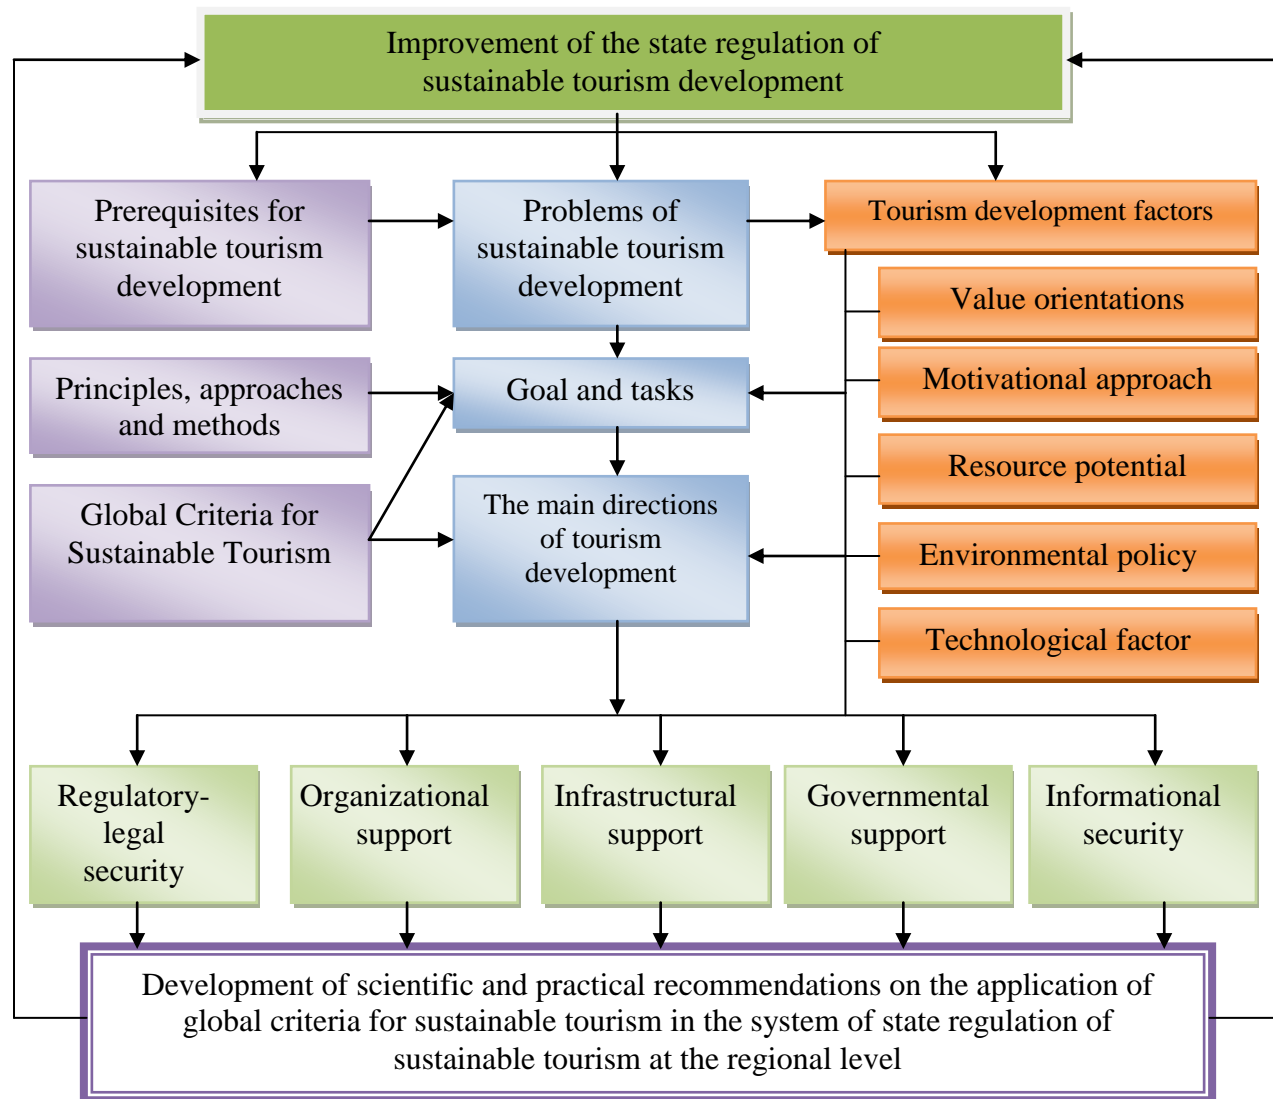 Improvement of the state regulation of
sustainable tourism development
Prerequisites for
sustainable tourism
development
Problems of
sustainable tourism
development
Tourism development factors
Value orientations
Principles, approaches
and methods
Goal and tasks
Motivational approach
Resource potential
Global Criteria for
Sustainable Tourism
The main directions
of tourism
development
Environmental policy
Technological factor
Regulatory-
legal
security
Organizational
support
Infrastructural
support
Governmental
support
Informational
security
Development of scientific and practical recommendations on the application of
global criteria for sustainable tourism in the system of state regulation of
sustainable tourism at the regional level